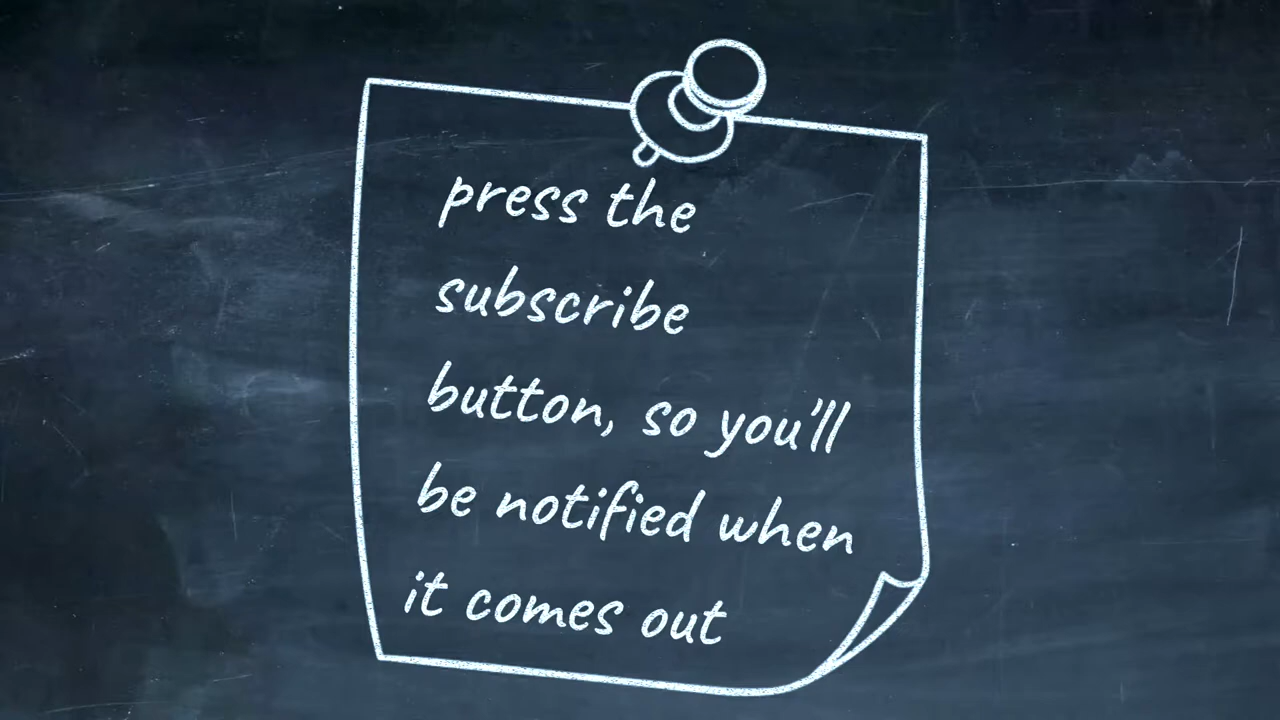 press the
subscribe
button, so you'll
be notified when
it comes out